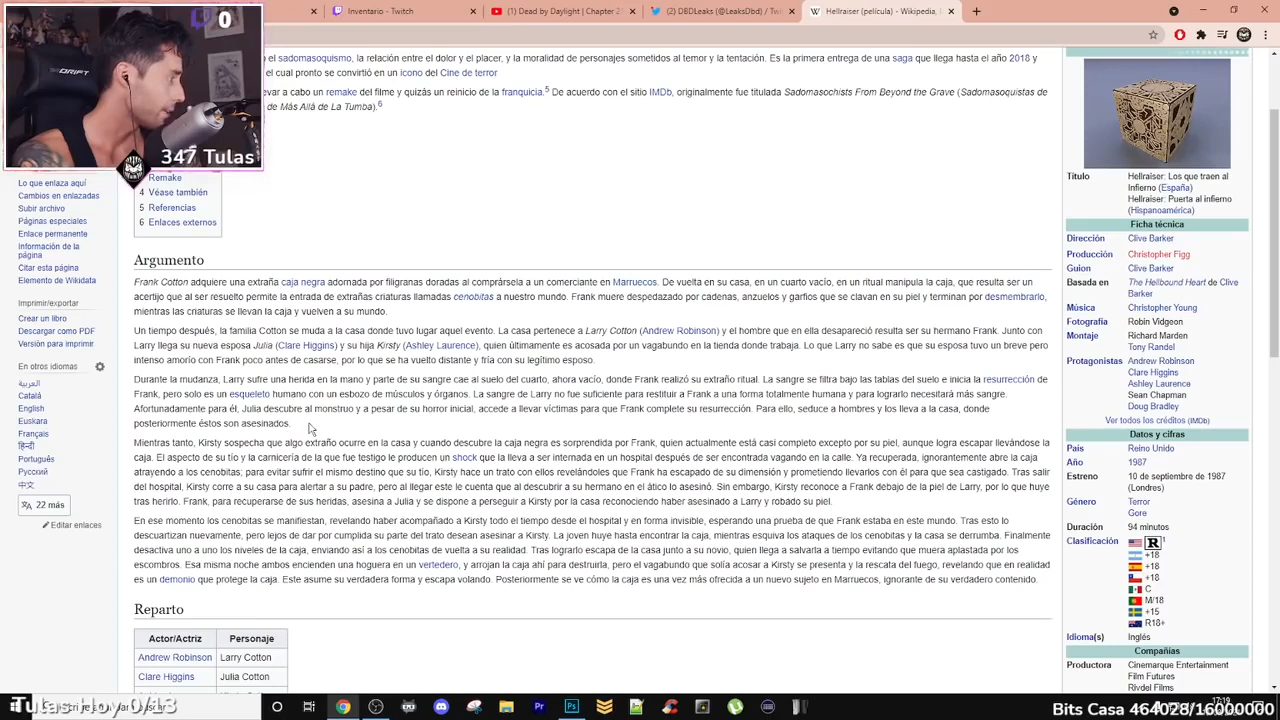 0
DRIFT
347 Tulas
el sadomasoquismo, la relación entre el dolor y el placer, y la moralidad de personajes sometidos al temor y la tentación. Es la primera entrega de una saga que llega hasta el año 2018 y
el cual pronto se convirtió en un icono del Cine de terror
evar a cabo un remake del filme y quizás un reinicio de la franquicia.5 De acuerdo con el sitio IMDb, originalmente fue titulada Sadomasochists From Beyond the Grave (Sadomasoquistas de
de Más Allá de La Tumba).6
Lo que enlaza aquí
Cambios en enlazadas
Subir archivo
Páginas especiales
Enlace permanente
Información de la
página
Citar esta página
Elemento de Wikidata
Imprimir/exportar
Crear un libro
Descargar como PDF
Versión para imprimir
En otros idiomas
العربية
Català
English
Euskara
Français
हिन्दी
Português
Русский
中文
22 más
Editar enlaces
Remake
4 Véase también
5 Referencias
6 Enlaces externos
Argumento
Frank Cotton adquiere una extraña caja negra adornada por filigranas doradas al comprársela a un comerciante en Marruecos. De vuelta en su casa, en un cuarto vacío, en un ritual manipula la caja, que resulta ser un
acertijo que al ser resuelto permite la entrada de extrañas criaturas llamadas cenobitas a nuestro mundo. Frank muere despedazado por cadenas, anzuelos y garfios que se clavan en su piel y terminan por desmembrarlo,
mientras las criaturas se llevan la caja y vuelven a su mundo.
Un tiempo después, la familia Cotton se muda a la casa donde tuvo lugar aquel evento. La casa pertenece a Larry Cotton (Andrew Robinson) y el hombre que en ella desapareció resulta ser su hermano Frank. Junto con
Larry llega su nueva esposa Julia (Clare Higgins) y su hija Kirsty (Ashley Laurence), quien últimamente es acosada por un vagabundo en la tienda donde trabaja. Lo que Larry no sabe es que su esposa tuvo un breve pero
intenso amorío con Frank poco antes de casarse, por lo que se ha vuelto distante y fría con su legítimo esposo.
Durante la mudanza, Larry sufre una herida en la mano y parte de su sangre cae al suelo del cuarto, ahora vacío, donde Frank realizó su extraño ritual. La sangre se filtra bajo las tablas del suelo e inicia la resurrección de
Frank, pero solo es un esqueleto humano con un esbozo de músculos y órganos. La sangre de Larry no fue suficiente para restituir a Frank a una forma totalmente humana y para recuperarse necesitará más sangre.
Afortunadamente para él, Julia descubre al monstruo y a pesar de su horror inicial, accede a llevar víctimas para que Frank complete su resurrección. Para ello, seduce a hombres y los lleva a la casa, donde
posteriormente éstos son asesinados.
Mientras tanto, Kirsty sospecha que algo extraño ocurre en la casa y cuando descubre la caja negra es sorprendida por Frank, quien actualmente está casi completo excepto por su piel, aunque logra escapar llevándose la
caja. El aspecto de su tío y la carnicería de la que fue testigo le producen un shock que la lleva a ser internada en un hospital después de ser encontrada vagando en la calle. Ya recuperada, ignorantemente abre la caja
atrayendo a los cenobitas; para evitar sufrir el mismo destino que su tío, Kirsty hace un trato con ellos revelándoles que Frank ha escapado de su dimensión y prometiendo llevarlos con él para que sea castigado. Tras salir
del hospital, Kirsty corre a su casa para alertar a su padre, pero al llegar éste le cuenta que al descubrir a su hermano en el ático lo asesinó. Sin embargo, Kirsty reconoce a Frank debajo de la piel de Larry, por lo que huye
tras herirlo. Frank, para recuperarse de sus heridas, asesina a Julia y se dispone a perseguir a Kirsty por la casa reconociendo haber asesinado a su padre y robado su piel.
En ese momento los cenobitas se manifiestan, revelando haber acompañado a Kirsty todo el tiempo desde el hospital y en forma invisible, esperando una prueba de que Frank estaba en este mundo. Tras esto lo
descuartizan nuevamente, pero lejos de dar por cumplida su parte del trato desean asesinar a Kirsty. La joven huye hasta encontrar la caja, mientras esquiva los ataques de los cenobitas y la casa se derrumba. Finalmente
desactiva uno a uno los niveles de la caja, enviando así a los cenobitas de vuelta a su realidad. Tras lograrlo escapa de la casa junto a su novio, quien llega a salvarla a tiempo evitando que muera aplastada por los
escombros. Esa misma noche ambos encienden una hoguera en un vertedero, y arrojan la caja ahí para destruirla, pero el vagabundo que solía acosar a Kirsty se presenta y la rescata del fuego, revelando que en realidad
es un demonio que protege la caja. Este asume su verdadera forma y escapa volando. Posteriormente se ve cómo la caja es una vez más ofrecida a un nuevo sujeto en Marruecos, ignorante de su verdadero contenido.
Reparto
Actor/Actriz Personaje
Andrew Robinson Larry Cotton
Clare Higgins Julia Cotton
Título Hellraiser: Los que traen al
Infierno (España)
Hellraiser: Puerta al infierno
(Hispanoamérica)
Ficha técnica
Dirección Clive Barker
Producción Christopher Figg
Guion Clive Barker
Basada en The Hellbound Heart de Clive
Barker
Música Christopher Young
Fotografía Robin Vidgeon
Montaje Richard Marden
Tony Randel
Protagonistas Andrew Robinson
Clare Higgins
Ashley Laurence
Sean Chapman
Doug Bradley
Ver todos los créditos (IMDb)
Datos y cifras
País Reino Unido
Año 1987
Estreno 10 de septiembre de 1987
(Londres)
Género Terror
Gore
Duración 94 minutos
Clasificación R 1
+18
+18
+18
C
M/18
+15
R18+
Idioma(s) Inglés
Compañías
Productora Cinemarque Entertainment
Film Futures
Rivdel Films
Tulas Hoy 0/13
17:19
Bits Casa 464028/1600000